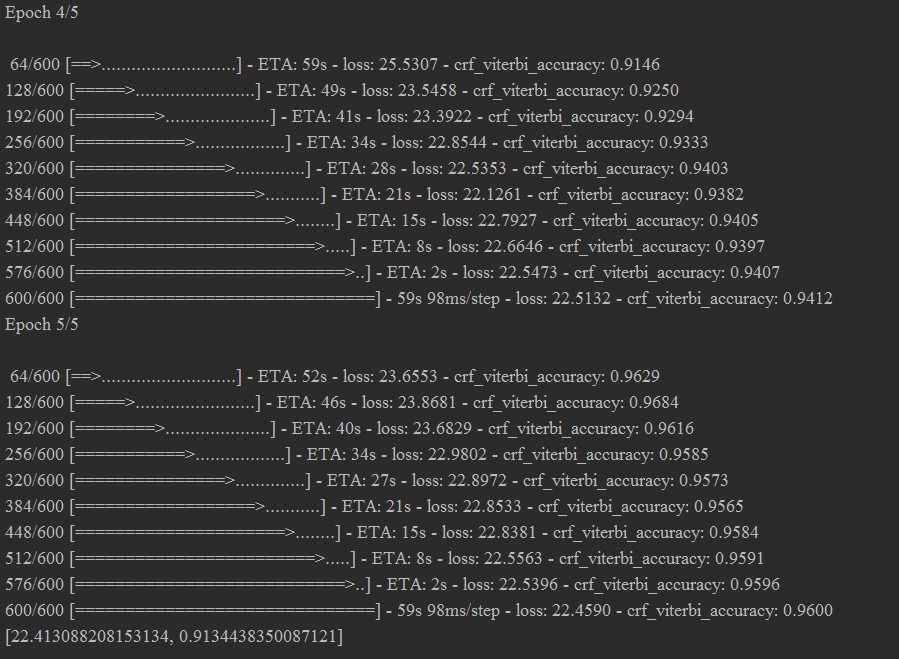 Epoch 4/5
64/600 [==>...........................] - ETA: 59s - loss: 25.5307 - crf_viterbi_accuracy: 0.9146
128/600 [=====>........................] - ETA: 49s - loss: 23.5458 - crf_viterbi_accuracy: 0.9250
192/600 [========>.....................] - ETA: 41s - loss: 23.3922 - crf_viterbi_accuracy: 0.9294
256/600 [===========>..................] - ETA: 34s - loss: 22.8544 - crf_viterbi_accuracy: 0.9333
320/600 [===============>..............] - ETA: 28s - loss: 22.5353 - crf_viterbi_accuracy: 0.9403
384/600 [==================>...........] - ETA: 21s - loss: 22.1261 - crf_viterbi_accuracy: 0.9382
448/600 [=====================>........] - ETA: 15s - loss: 22.7927 - crf_viterbi_accuracy: 0.9405
512/600 [========================>.....] - ETA: 8s - loss: 22.6646 - crf_viterbi_accuracy: 0.9397
576/600 [===========================>..] - ETA: 2s - loss: 22.5473 - crf_viterbi_accuracy: 0.9407
600/600 [==============================] - 59s 98ms/step - loss: 22.5132 - crf_viterbi_accuracy: 0.9412
Epoch 5/5
64/600 [==>...........................] - ETA: 52s - loss: 23.6553 - crf_viterbi_accuracy: 0.9629
128/600 [=====>........................] - ETA: 46s - loss: 23.8681 - crf_viterbi_accuracy: 0.9684
192/600 [========>.....................] - ETA: 40s - loss: 23.6829 - crf_viterbi_accuracy: 0.9616
256/600 [===========>..................] - ETA: 34s - loss: 22.9802 - crf_viterbi_accuracy: 0.9585
320/600 [===============>..............] - ETA: 27s - loss: 22.8972 - crf_viterbi_accuracy: 0.9573
384/600 [==================>...........] - ETA: 21s - loss: 22.8533 - crf_viterbi_accuracy: 0.9565
448/600 [=====================>........] - ETA: 15s - loss: 22.8381 - crf_viterbi_accuracy: 0.9584
512/600 [========================>.....] - ETA: 8s - loss: 22.5563 - crf_viterbi_accuracy: 0.9591
576/600 [===========================>..] - ETA: 2s - loss: 22.5396 - crf_viterbi_accuracy: 0.9596
600/600 [==============================] - 59s 98ms/step - loss: 22.4590 - crf_viterbi_accuracy: 0.9600
[22.413088208153134, 0.9134438350087121]